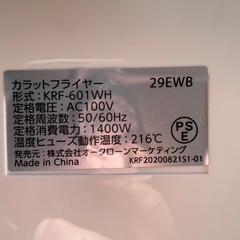 カラットフライヤー 29EWB
形式：KRF-601WH
定格電圧：AC100V
定格周波数：50/60Hz
定格消費電力：1400W
温度ヒューズ動作温度：216℃
発売元：株式会社オークローンマーケティング
Made in China KRF20200821S1-01
PS
E